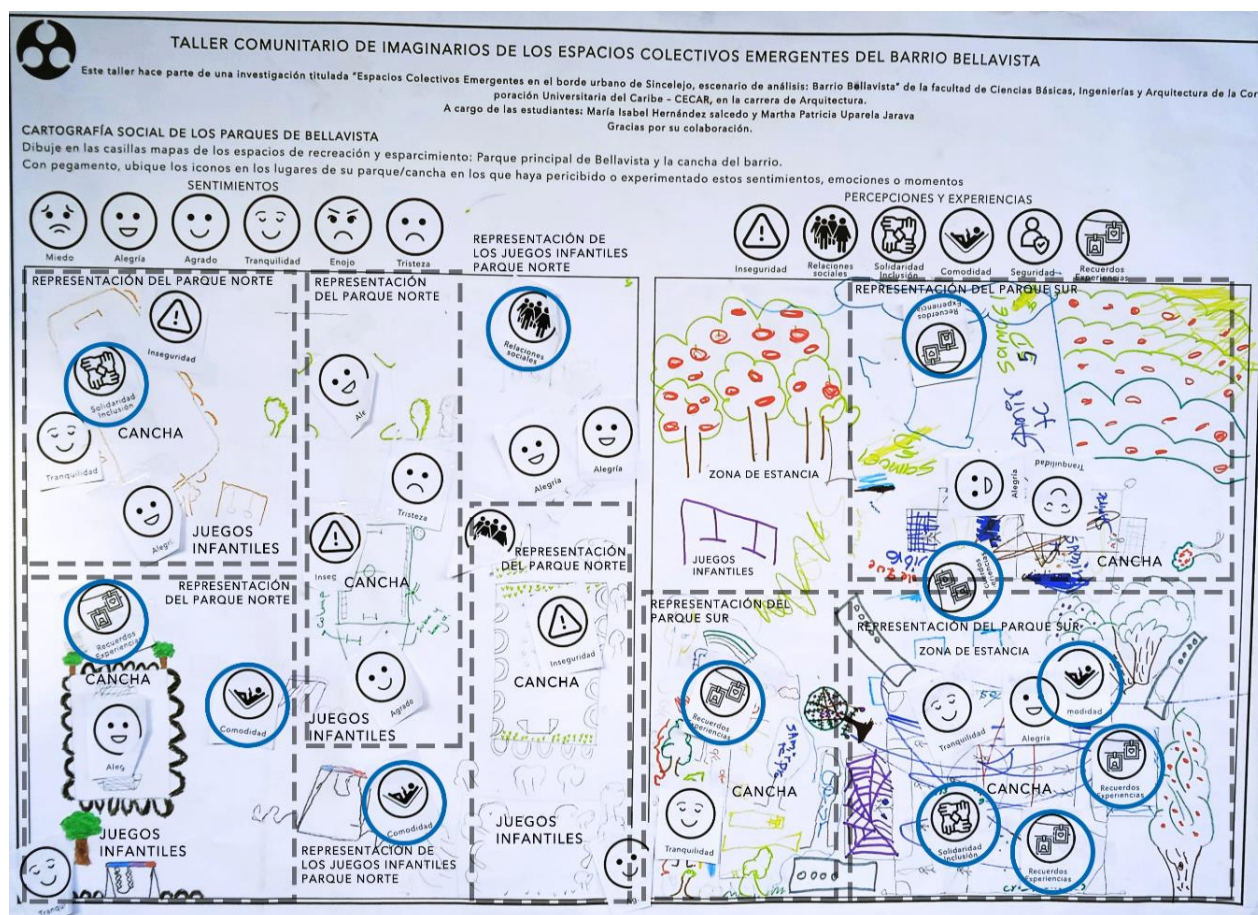 TALLER COMUNITARIO DE IMAGINARIOS DE LOS ESPACIOS COLECTIVOS EMERGENTES DEL BARRIO BELLAVISTA
Este taller hace parte de una investigación titulada "Espacios Colectivos Emergentes en el borde urbano de Sincelejo, escenario de análisis: Barrio Bellavista" de la facultad de Ciencias Básicas, Ingenierías y Arquitectura de la Cor
poración Universitaria del Caribe - CECAR, en la carrera de Arquitectura.
A cargo de las estudiantes: María Isabel Hernández salcedo y Martha Patricia Uparela Jarava
Gracias por su colaboración.
CARTOGRAFÍA SOCIAL DE LOS PARQUES DE BELLAVISTA
Dibuje en las casillas mapas de los espacios de recreación y esparcimiento: Parque principal de Bellavista y la cancha del barrio.
Con pegamento, ubique los iconos en los lugares de su parque/cancha en los que haya pericibido o experimentado estos sentimientos, emociones o momentos
SENTIMIENTOS
Miedo Alegría Agrado Tranquilidad Enojo Tristeza
PERCEPCIONES Y EXPERIENCIAS
Inseguridad Relaciones sociales Solidaridad Inclusión Comodidad Seguridad Recuerdos Experiencias
REPRESENTACIÓN DE
LOS JUEGOS INFANTILES
PARQUE NORTE
Relaciones
sociales
Alegría
Alegría
REPRESENTACIÓN DEL PARQUE NORTE
Inseguridad
Solidaridad
Inclusión
CANCHA
Tranquilidad
Alegrí
JUEGOS
INFANTILES
REPRESENTACIÓN
DEL PARQUE NORTE
Ale
Tristeza
Inseg
CANCHA
Agrado
JUEGOS
INFANTILES
REPRESENTACIÓN
DEL PARQUE NORTE
Inseguridad
CANCHA
JUEGOS
INFANTILES
REPRESENTACIÓN
DEL PARQUE NORTE
Recuerdos
Experiencias
CANCHA
Comodidad
Aleg
JUEGOS
INFANTILES
Tranqui
Comodidad
REPRESENTACIÓN DE
LOS JUEGOS INFANTILES
PARQUE NORTE
ZONA DE ESTANCIA
JUEGOS
INFANTILES
REPRESENTACIÓN DEL PARQUE SUR
Recuerdos
Experiencia
Samuel
Alegría
Tranquilidad
CANCHA
REPRESENTACIÓN DEL
PARQUE SUR
Recuerdos
Experiencias
CANCHA
Tranquilidad
REPRESENTACIÓN DEL PARQUE SUR
ZONA DE ESTANCIA
Tranquilidad
Alegría
modidad
CANCHA
Recuerdos
Experiencias
Solidaridad
Inclusión
Recuerdos
Experiencias